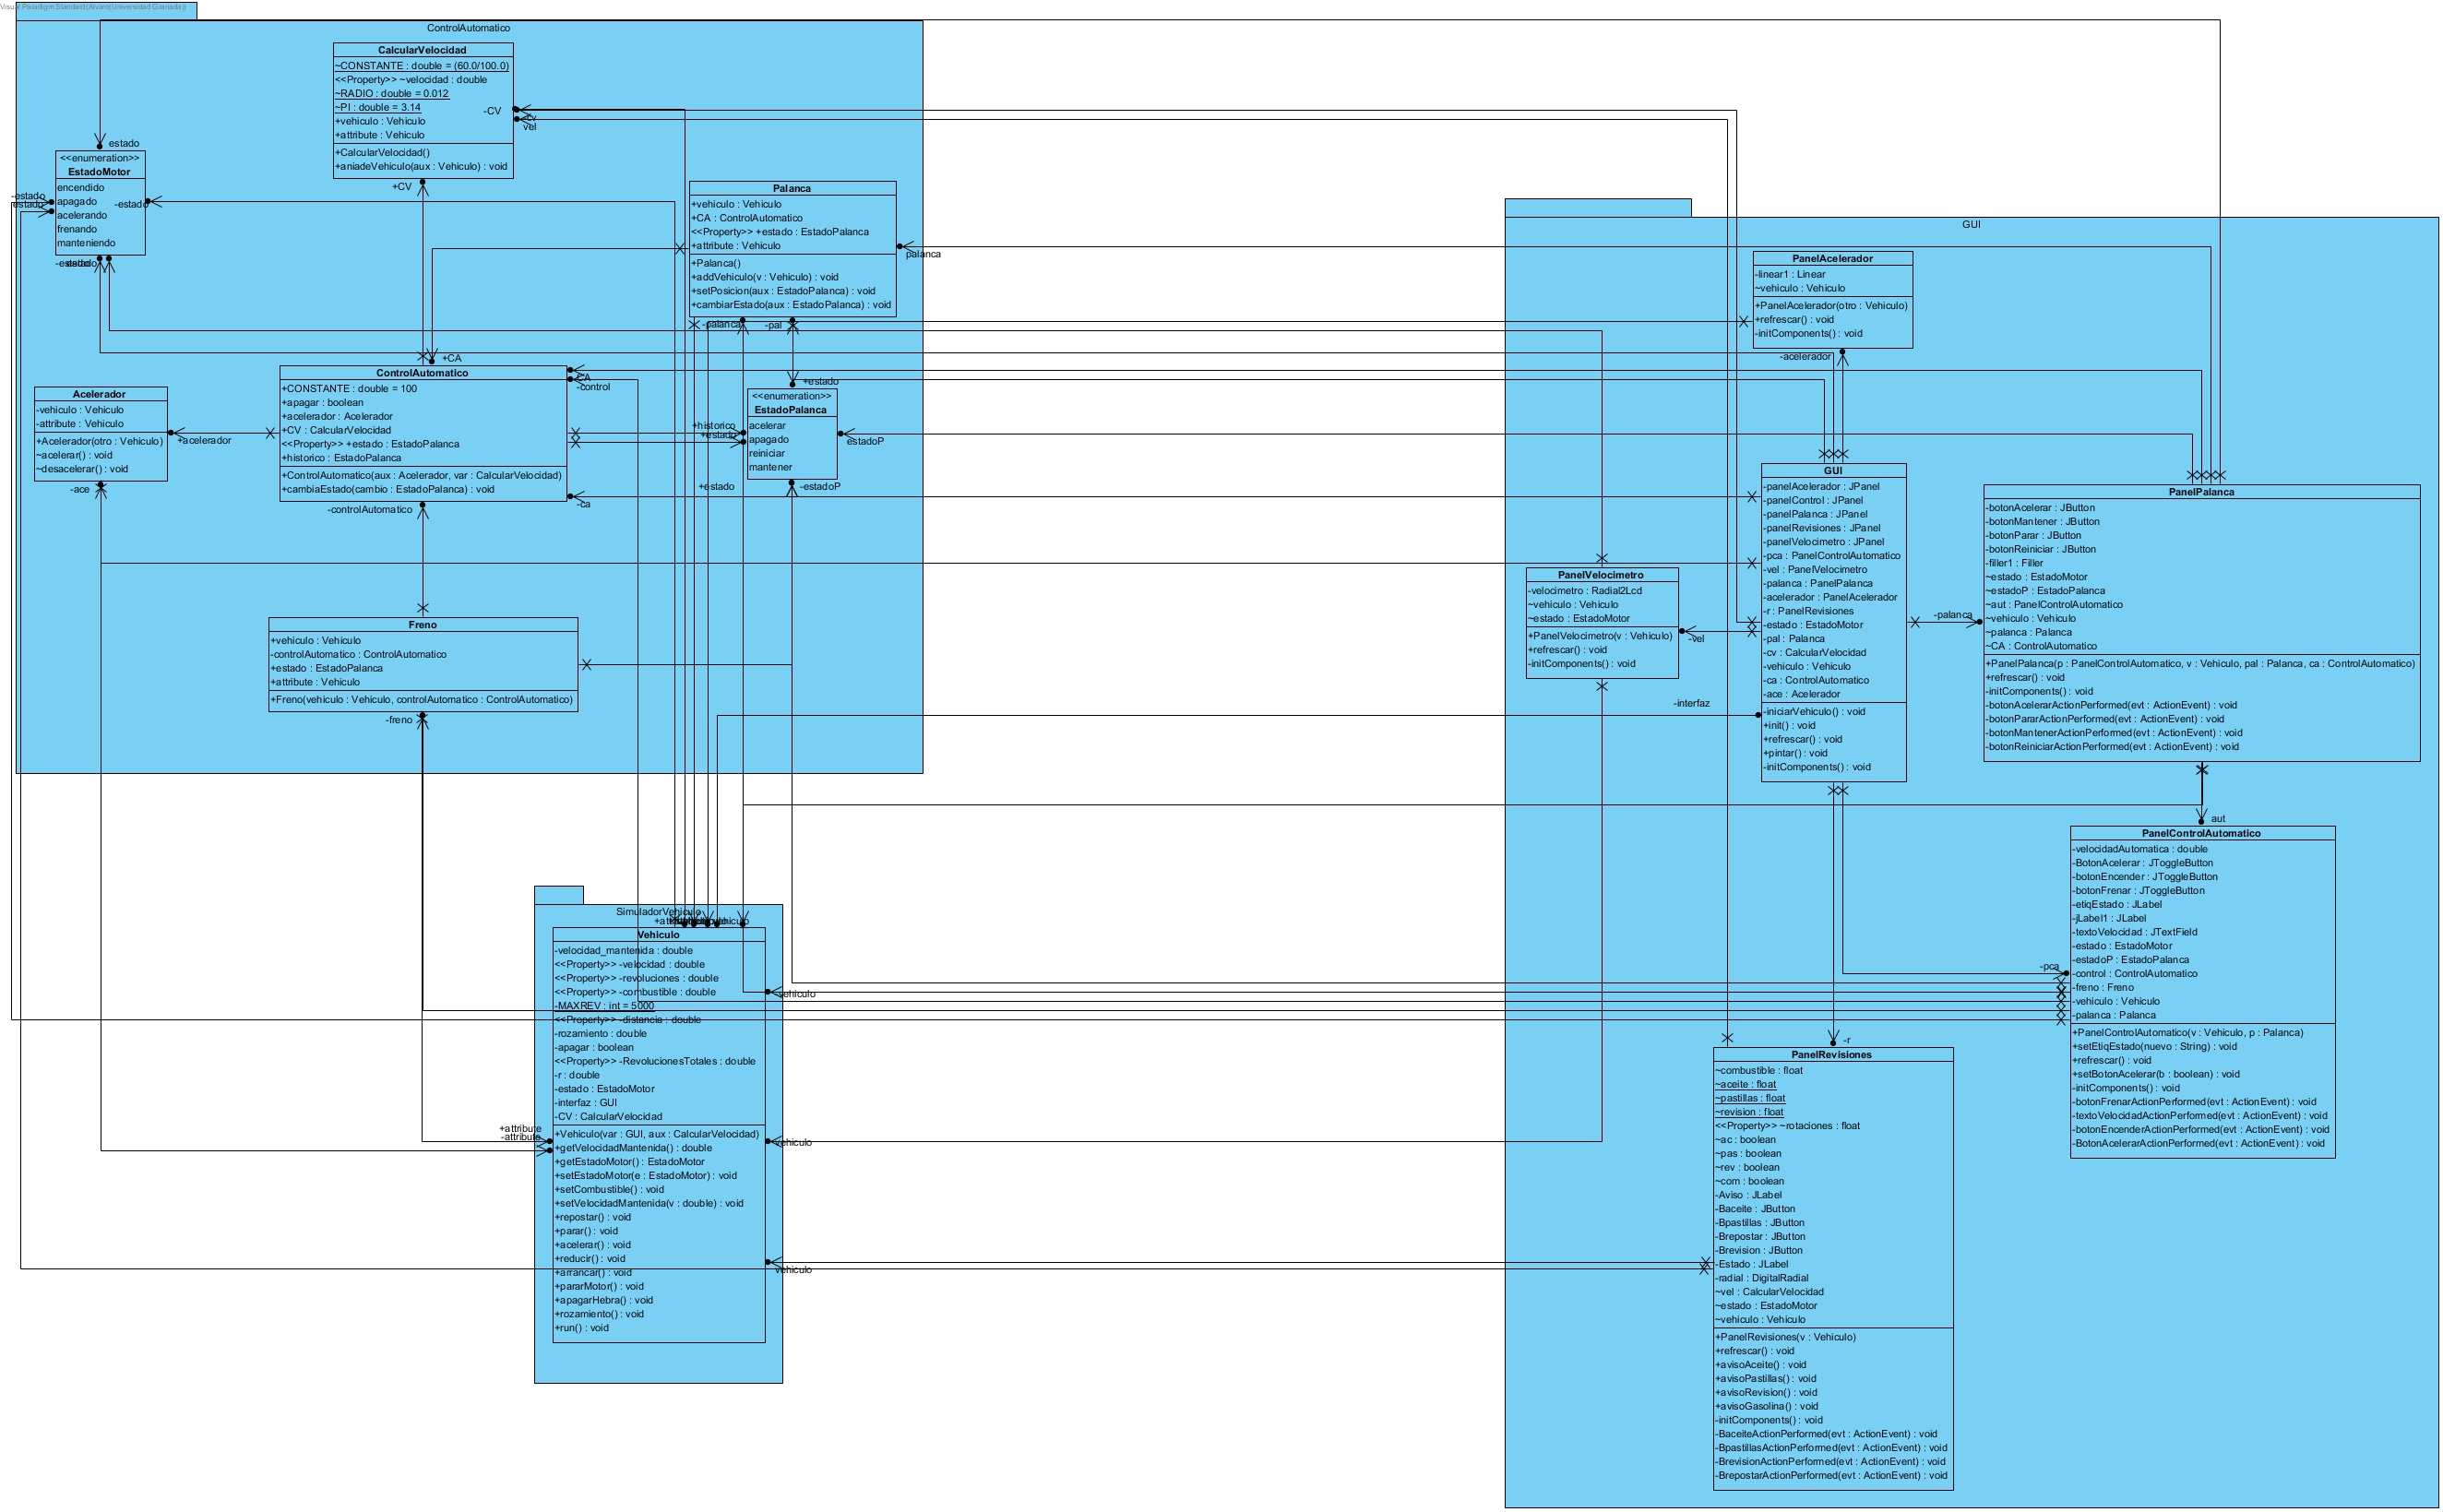 Visual Paradigm Standard(Alvaro(Universidad Granada))
ControlAutomatico
CalcularVelocidad
~CONSTANTE : double = (60.0/100.0)
<<Property>> ~velocidad : double
~RADIO : double = 0.012
~PI : double = 3.14
+vehiculo : Vehiculo
+attribute : Vehiculo
+CalcularVelocidad()
+aniadeVehiculo(aux : Vehiculo) : void
-CV
cv
vel
+CV
estado
<<enumeration>>
EstadoMotor
encendido
apagado
acelerando
frenando
manteniendo
-estado
estado
-estado
-estado
estado
Palanca
+vehiculo : Vehiculo
+CA : ControlAutomatico
<<Property>> +estado : EstadoPalanca
+attribute : Vehiculo
+Palanca()
+addVehiculo(v : Vehiculo) : void
+setPosicion(aux : EstadoPalanca) : void
+cambiarEstado(aux : EstadoPalanca) : void
palanca
-palanca
-pal
+CA
ControlAutomatico
+CONSTANTE : double = 100
+apagar : boolean
+acelerador : Acelerador
+CV : CalcularVelocidad
<<Property>> +estado : EstadoPalanca
+historico : EstadoPalanca
+ControlAutomatico(aux : Acelerador, var : CalcularVelocidad)
+cambiaEstado(cambio : EstadoPalanca) : void
CA
-control
-ca
-controlAutomatico
Acelerador
-vehiculo : Vehiculo
-attribute : Vehiculo
+Acelerador(otro : Vehiculo)
~acelerar() : void
~desacelerar() : void
+acelerador
-ace
+estado
<<enumeration>>
EstadoPalanca
acelerar
apagado
reiniciar
mantener
+historico
+estado
estadoP
+estado
-estadoP
Freno
+vehiculo : Vehiculo
-controlAutomatico : ControlAutomatico
+estado : EstadoPalanca
+attribute : Vehiculo
+Freno(vehiculo : Vehiculo, controlAutomatico : ControlAutomatico)
-freno
SimuladorVehiculo
Vehiculo
-velocidad_mantenida : double
<<Property>> -velocidad : double
<<Property>> -revoluciones : double
<<Property>> -combustible : double
-MAXREV : int = 5000
<<Property>> -distancia : double
-rozamiento : double
-apagar : boolean
<<Property>> -RevolucionesTotales : double
-r : double
-estado : EstadoMotor
-interfaz : GUI
-CV : CalcularVelocidad
+Vehiculo(var : GUI, aux : CalcularVelocidad)
+getVelocidadMantenida() : double
+getEstadoMotor() : EstadoMotor
+setEstadoMotor(e : EstadoMotor) : void
+setCombustible() : void
+setVelocidadMantenida(v : double) : void
+repostar() : void
+parar() : void
+acelerar() : void
+reducir() : void
+arrancar() : void
+pararMotor() : void
+apagarHebra() : void
+rozamiento() : void
+run() : void
+attribute
-attribute
vehiculo
vehiculo
vehiculo
GUI
PanelAcelerador
-linear1 : Linear
~vehiculo : Vehiculo
+PanelAcelerador(otro : Vehiculo)
+refrescar() : void
-initComponents() : void
-acelerador
GUI
-panelAcelerador : JPanel
-panelControl : JPanel
-panelPalanca : JPanel
-panelRevisiones : JPanel
-panelVelocimetro : JPanel
-pca : PanelControlAutomatico
-vel : PanelVelocimetro
-palanca : PanelPalanca
-acelerador : PanelAcelerador
-r : PanelRevisiones
-estado : EstadoMotor
-pal : Palanca
-cv : CalcularVelocidad
-vehiculo : Vehiculo
-ca : ControlAutomatico
-ace : Acelerador
-iniciarVehiculo() : void
+init() : void
+refrescar() : void
+pintar() : void
-initComponents() : void
-interfaz
PanelVelocimetro
-velocimetro : Radial2Lcd
~vehiculo : Vehiculo
~estado : EstadoMotor
+PanelVelocimetro(v : Vehiculo)
+refrescar() : void
-initComponents() : void
-vel
-palanca
PanelPalanca
-botonAcelerar : JButton
-botonMantener : JButton
-botonParar : JButton
-botonReiniciar : JButton
-filler1 : Filler
~estado : EstadoMotor
~estadoP : EstadoPalanca
~aut : PanelControlAutomatico
~vehiculo : Vehiculo
~palanca : Palanca
~CA : ControlAutomatico
+PanelPalanca(p : PanelControlAutomatico, v : Vehiculo, pal : Palanca, ca : ControlAutomatico)
+refrescar() : void
-initComponents() : void
-botonAcelerarActionPerformed(evt : ActionEvent) : void
-botonPararActionPerformed(evt : ActionEvent) : void
-botonMantenerActionPerformed(evt : ActionEvent) : void
-botonReiniciarActionPerformed(evt : ActionEvent) : void
aut
PanelControlAutomatico
-velocidadAutomatica : double
-BotonAcelerar : JToggleButton
-botonEncender : JToggleButton
-botonFrenar : JToggleButton
-etiqEstado : JLabel
-jLabel1 : JLabel
-textoVelocidad : JTextField
-estado : EstadoMotor
-estadoP : EstadoPalanca
-control : ControlAutomatico
-freno : Freno
-vehiculo : Vehiculo
-palanca : Palanca
+PanelControlAutomatico(v : Vehiculo, p : Palanca)
+setEtiqEstado(nuevo : String) : void
+refrescar() : void
+setBotonAcelerar(b : boolean) : void
-initComponents() : void
-botonFrenarActionPerformed(evt : ActionEvent) : void
-textoVelocidadActionPerformed(evt : ActionEvent) : void
-botonEncenderActionPerformed(evt : ActionEvent) : void
-BotonAcelerarActionPerformed(evt : ActionEvent) : void
-pca
-r
PanelRevisiones
~combustible : float
~aceite : float
~pastillas : float
~revision : float
<<Property>> ~rotaciones : float
~ac : boolean
~pas : boolean
~rev : boolean
~com : boolean
-Aviso : JLabel
-Baceite : JButton
-Bpastillas : JButton
-Brepostar : JButton
-Brevision : JButton
-Estado : JLabel
-radial : DigitalRadial
~vel : CalcularVelocidad
~estado : EstadoMotor
~vehiculo : Vehiculo
+PanelRevisiones(v : Vehiculo)
+refrescar() : void
+avisoAceite() : void
+avisoPastillas() : void
+avisoRevision() : void
+avisoGasolina() : void
-initComponents() : void
-BaceiteActionPerformed(evt : ActionEvent) : void
-BpastillasActionPerformed(evt : ActionEvent) : void
-BrevisionActionPerformed(evt : ActionEvent) : void
-BrepostarActionPerformed(evt : ActionEvent) : void